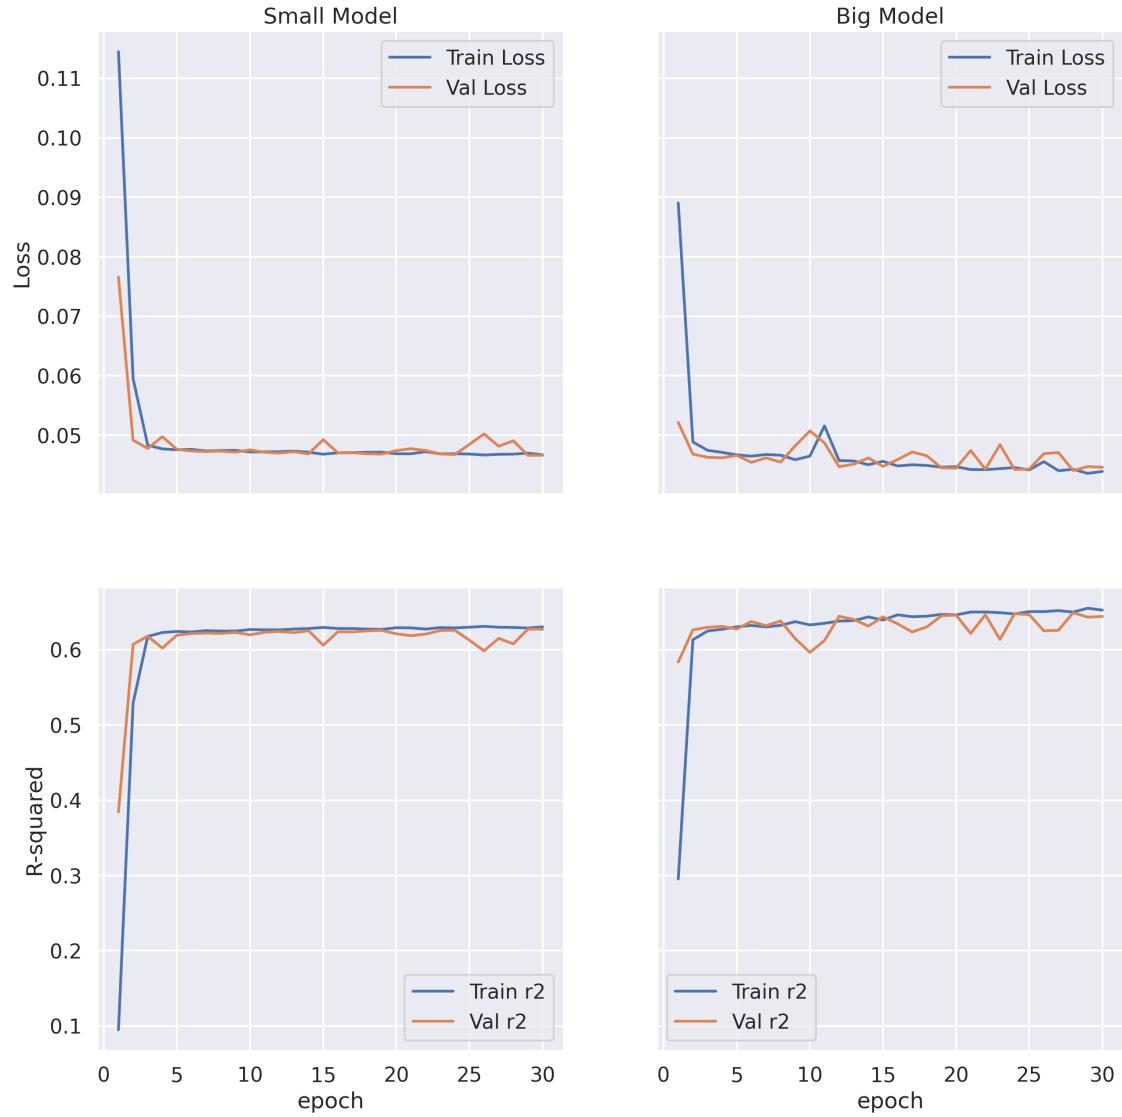 Small Model
Big Model
Train Loss
Val Loss
Train Loss
Val Loss
0.11
0.10
0.09
0.08
0.07
0.06
0.05
Loss
0.6
0.5
0.4
0.3
0.2
0.1
R-squared
Train r2
Val r2
Train r2
Val r2
0 5 10 15 20 25 30
0 5 10 15 20 25 30
epoch
epoch